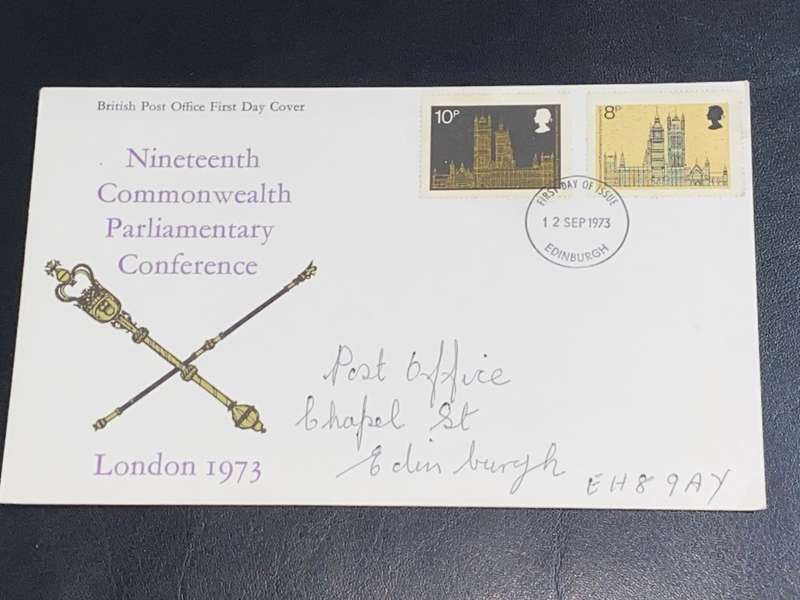 British Post Office First Day Cover
Nineteenth
Commonwealth
Parliamentary
Conference
London 1973
10P
8P
FIRST DAY OF ISSUE
12 SEP 1973
EDINBURGH
Post Office
Chapel St
Edinburgh
EH8 9AY